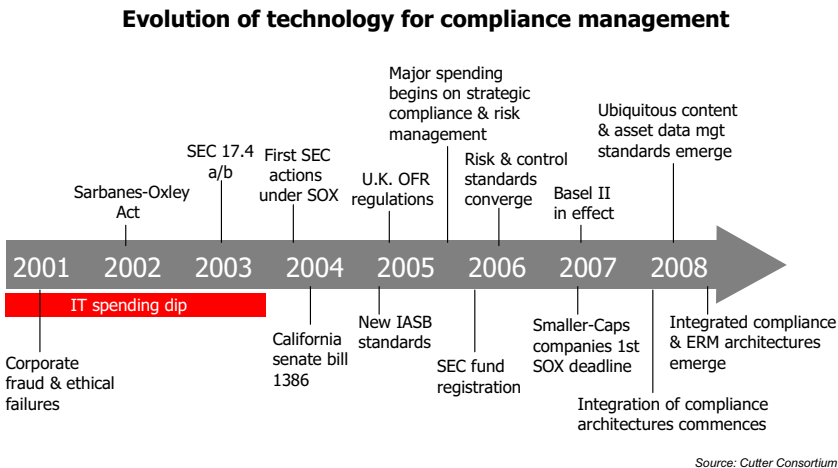 Evolution of technology for compliance management
Major spending
begins on strategic
compliance & risk
management
Ubiquitous content
& asset data mgt
standards emerge
SEC 17.4
a/b
First SEC
actions
under SOX
Risk & control
standards
converge
U.K. OFR
regulations
Sarbanes-Oxley
Act
Basel II
in effect
2001 2002 2003 2004 2005 2006 2007 2008
IT spending dip
Corporate
fraud & ethical
failures
California
senate bill
1386
New IASB
standards
SEC fund
registration
Smaller-Caps
companies 1st
SOX deadline
Integrated compliance
& ERM architectures
emerge
Integration of compliance
architectures commences
Source: Cutter Consortium